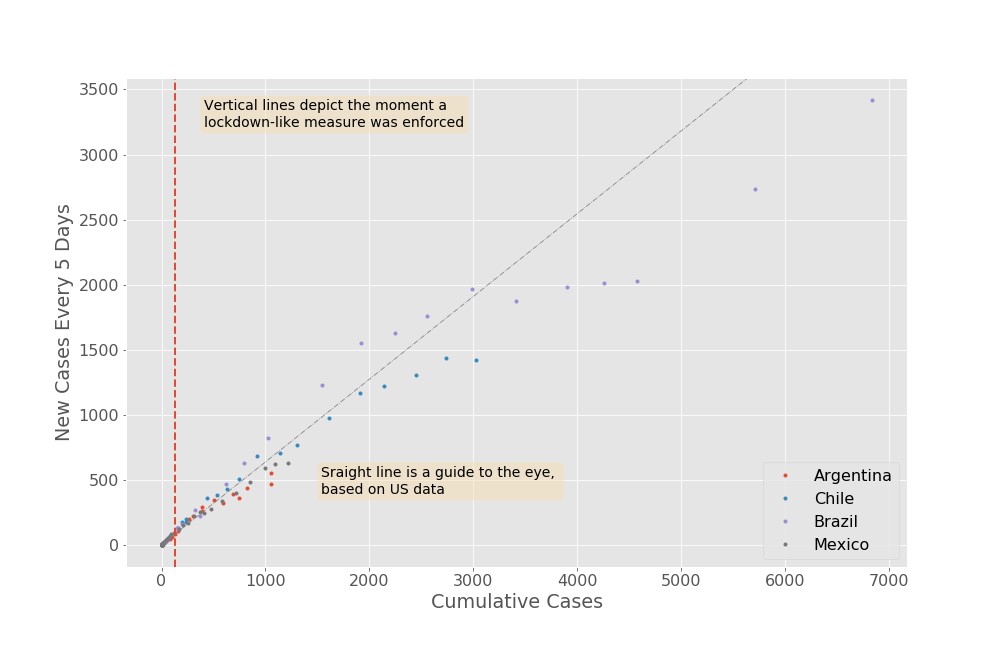 3500
3000
2500
2000
1500
1000
500
0
New Cases Every 5 Days
Vertical lines depict the moment a
lockdown-like measure was enforced
Sraight line is a guide to the eye,
based on US data
Argentina
Chile
Brazil
Mexico
0 1000 2000 3000 4000 5000 6000 7000
Cumulative Cases